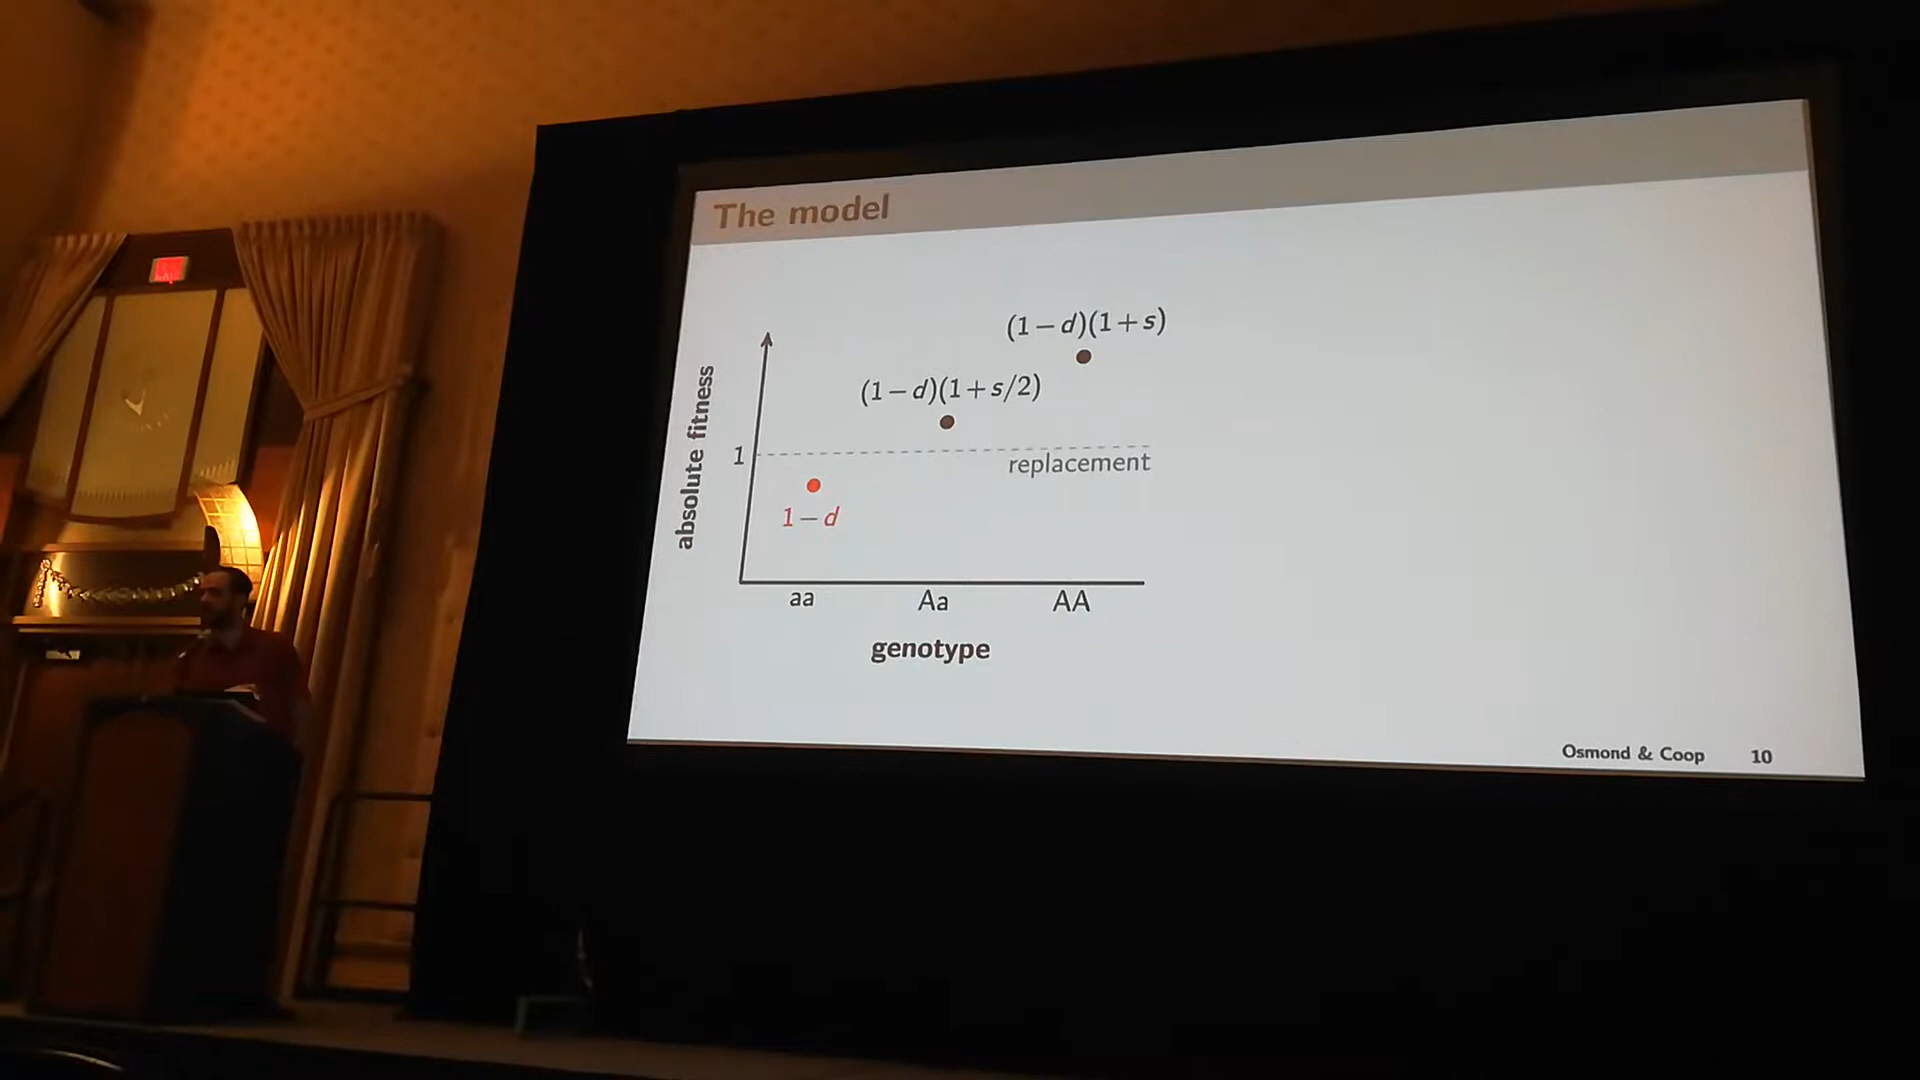 The model
(1 – d)(1 + s)
(1 – d)(1 + s/2)
absolute fitness
1
replacement
1 – d
aa Aa AA
genotype
Osmond & Coop 10